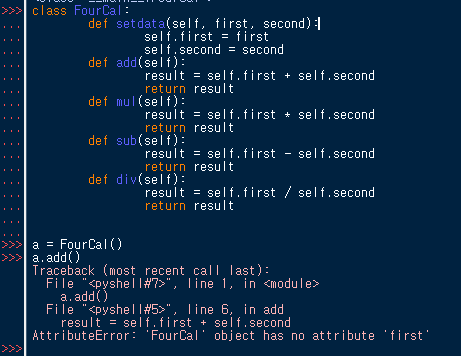 >>> class FourCal:
...         def setdata(self, first, second):
...                 self.first = first
...                 self.second = second
...         def add(self):
...                 result = self.first + self.second
...                 return result
...         def mul(self):
...                 result = self.first * self.second
...                 return result
...         def sub(self):
...                 result = self.first - self.second
...                 return result
...         def div(self):
...                 result = self.first / self.second
...                 return result
...
...
>>> a = FourCal()
>>> a.add()
Traceback (most recent call last):
  File "<pyshell#7>", line 1, in <module>
    a.add()
  File "<pyshell#5>", line 6, in add
    result = self.first + self.second
AttributeError: 'FourCal' object has no attribute 'first'
>>>